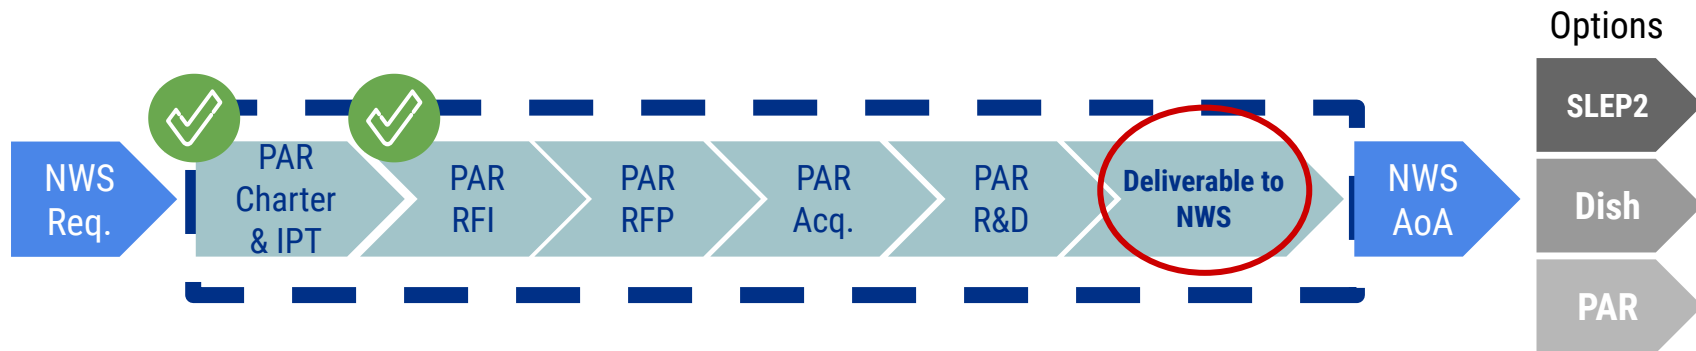 Options
NWS
Req.
PAR
Charter
& IPT
PAR
RFI
PAR
RFP
PAR
Acq.
PAR
R&D
Deliverable to
NWS
NWS
AoA
SLEP2
Dish
PAR